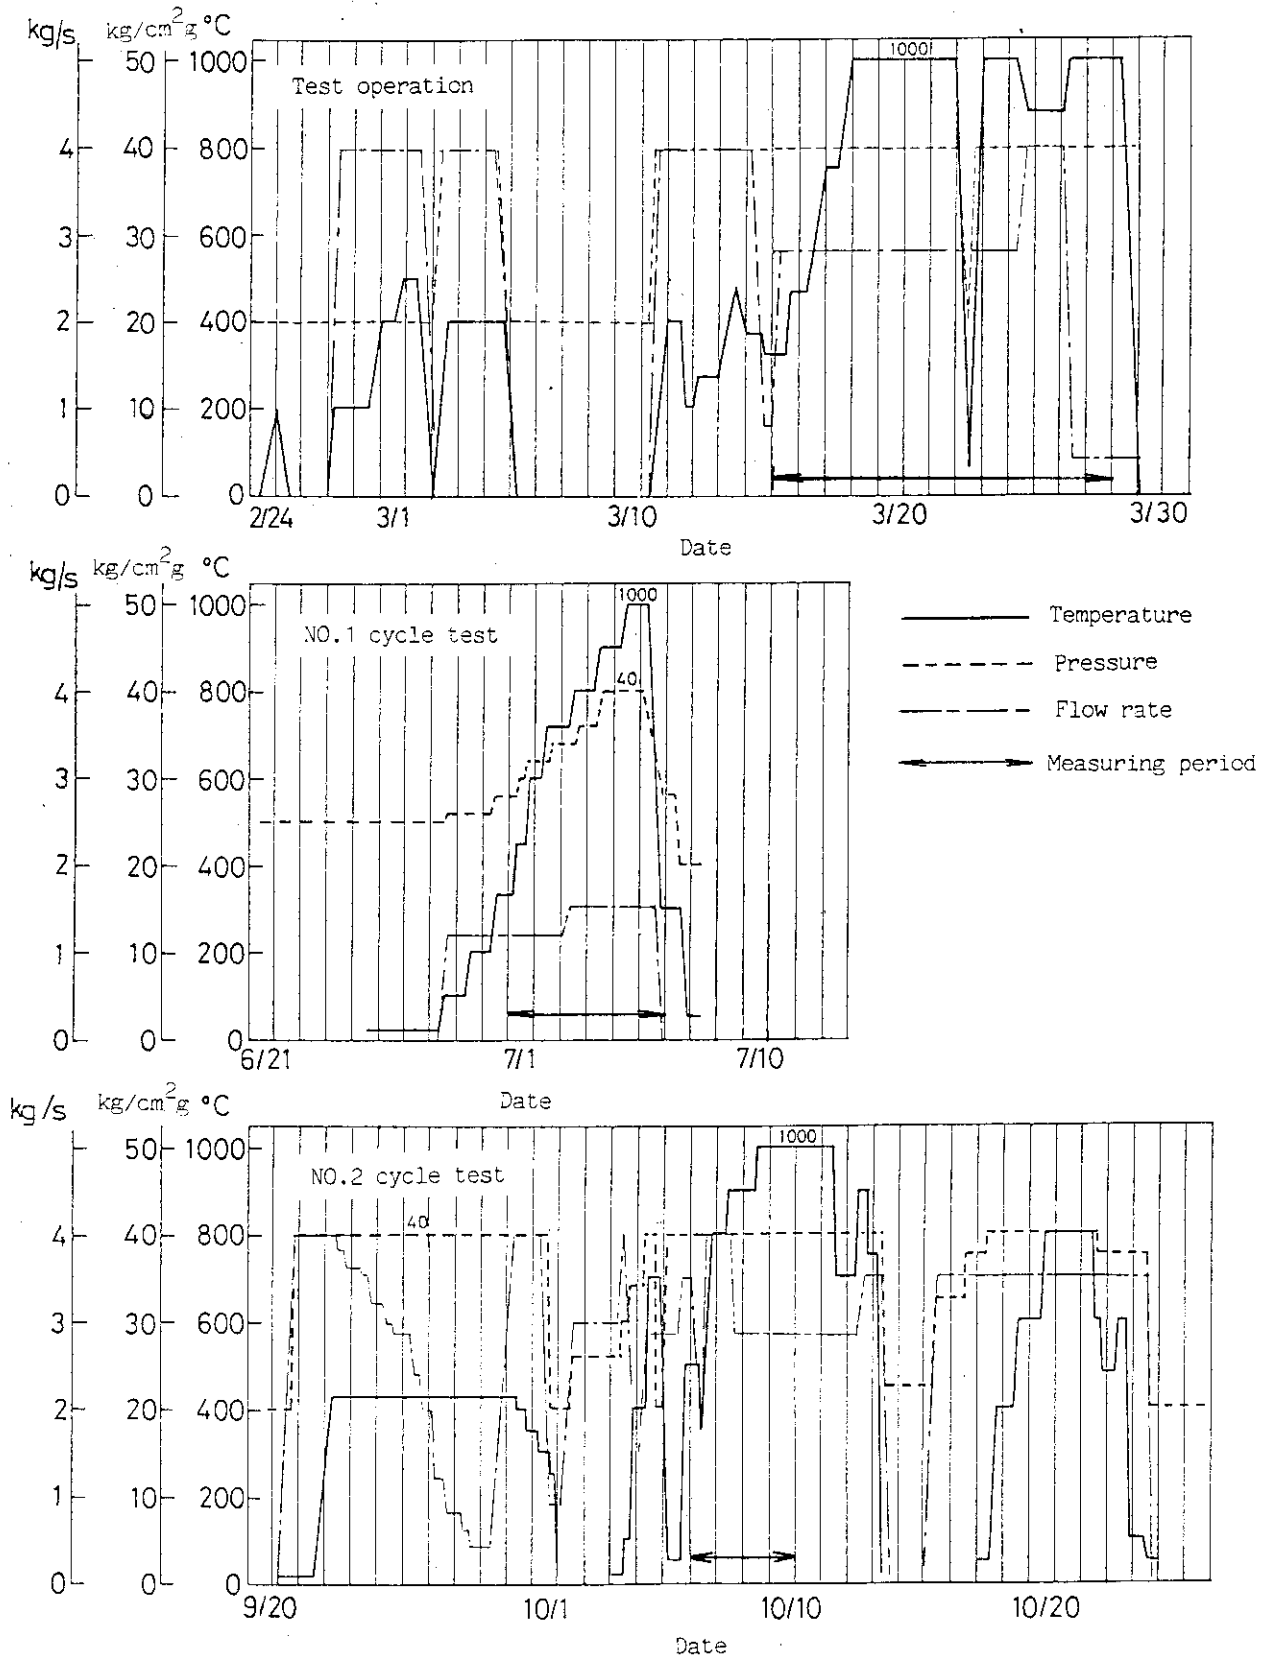 kg/s kg/cm²g °C
50 1000
1000
Test operation
4 40 800
3 30 600
2 20 400
1 10 200
0 0 0
2/24 3/1 3/10 3/20 3/30
Date
kg/s kg/cm²g °C
50 1000
1000
NO.1 cycle test
Temperature
Pressure
4 40 800
40
Flow rate
Measuring period
3 30 600
2 20 400
1 10 200
0 0 0
6/21 7/1 7/10
Date
kg/s kg/cm²g °C
50 1000
1000
NO.2 cycle test
40
4 40 800
3 30 600
2 20 400
1 10 200
0 0 0
9/20 10/1 10/10 10/20
Date